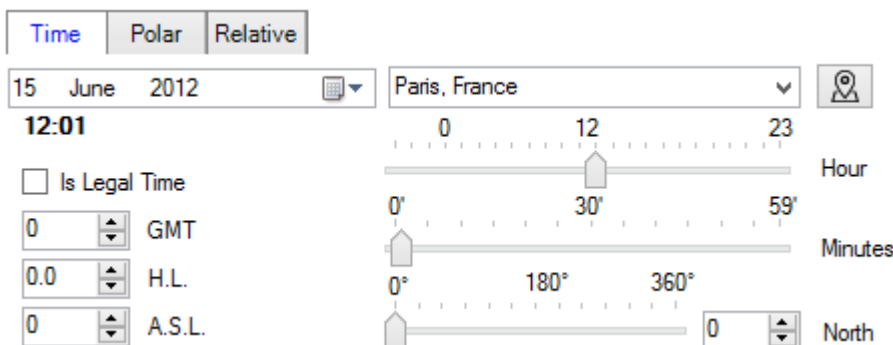 Time Polar Relative
15 June 2012 Paris, France
12:01 0 12 23
Hour
Is Legal Time
0' 30' 59'
0 GMT
Minutes
0.0 H.L. 0° 180° 360°
0 A.S.L. 0 North